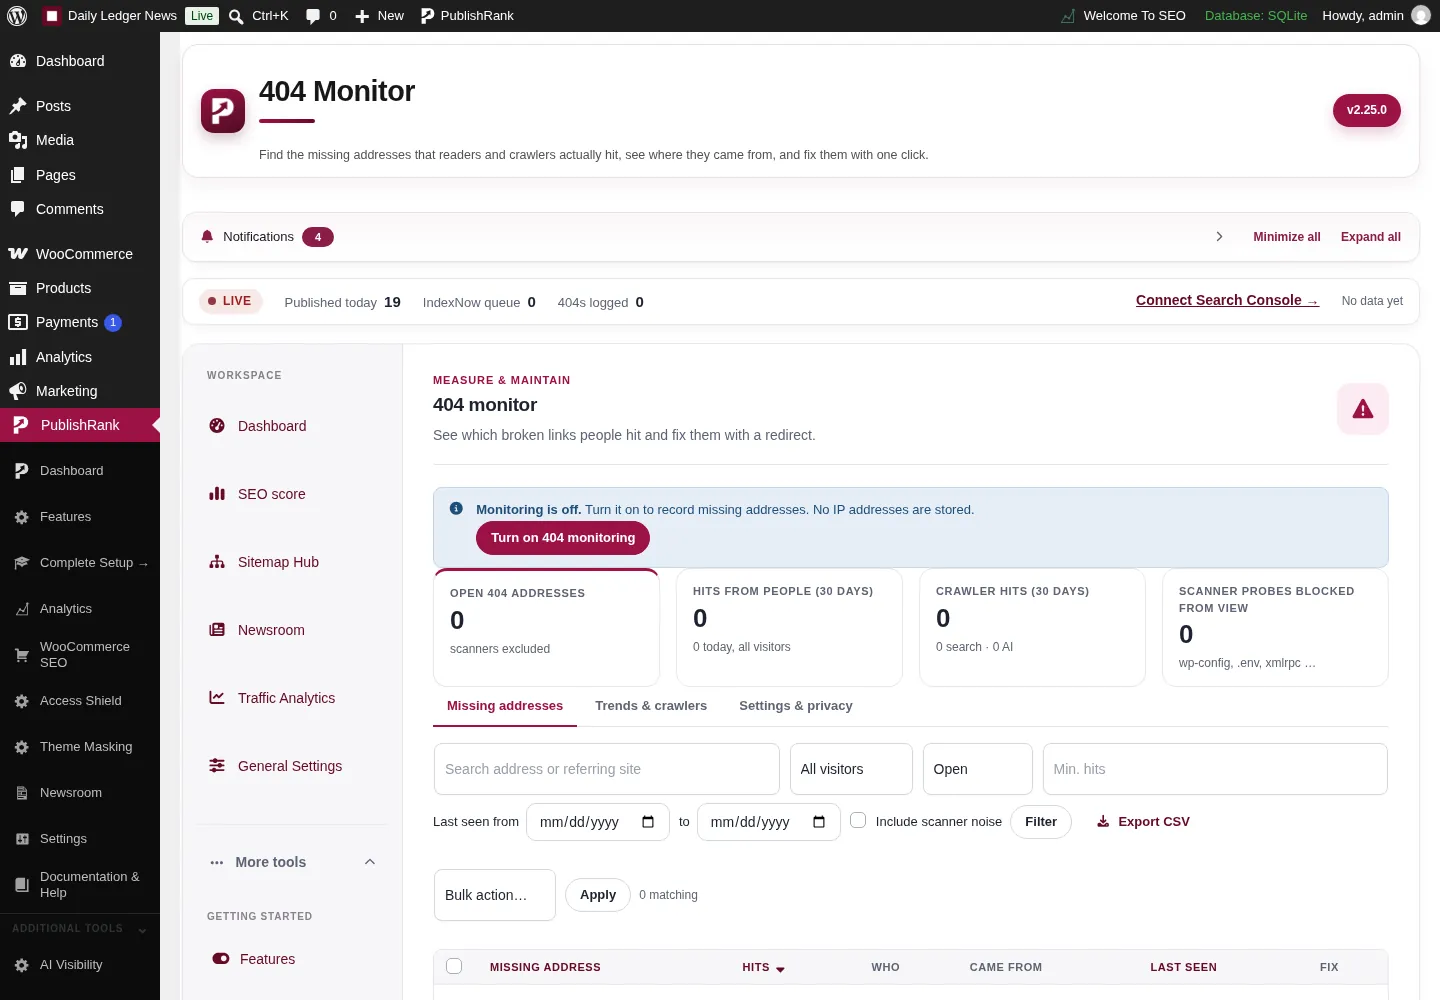 Daily Ledger News Live Ctrl+K 0 New PublishRank Welcome To SEO Database: SQLite Howdy, admin
Dashboard
Posts
Media
Pages
Comments
WooCommerce
Products
Payments 1
Analytics
Marketing
PublishRank
Dashboard
Features
Complete Setup →
Analytics
WooCommerce
SEO
Access Shield
Theme Masking
Newsroom
Settings
Documentation &
Help
ADDITIONAL TOOLS
AI Visibility
404 Monitor
Find the missing addresses that readers and crawlers actually hit, see where they came from, and fix them with one click.
v2.25.0
Notifications 4 Minimize all Expand all
LIVE Published today 19 IndexNow queue 0 404s logged 0 Connect Search Console → No data yet
WORKSPACE
Dashboard
SEO score
Sitemap Hub
Newsroom
Traffic Analytics
General Settings
More tools
GETTING STARTED
Features
MEASURE & MAINTAIN
404 monitor
See which broken links people hit and fix them with a redirect.
Monitoring is off. Turn it on to record missing addresses. No IP addresses are stored.
Turn on 404 monitoring
OPEN 404 ADDRESSES
0
scanners excluded
HITS FROM PEOPLE (30 DAYS)
0
0 today, all visitors
CRAWLER HITS (30 DAYS)
0
0 search · 0 AI
SCANNER PROBES BLOCKED
FROM VIEW
0
wp-config, .env, xmlrpc …
Missing addresses Trends & crawlers Settings & privacy
Search address or referring site All visitors Open Min. hits
Last seen from mm/dd/yyyy to mm/dd/yyyy Include scanner noise Filter Export CSV
Bulk action… Apply 0 matching
MISSING ADDRESS HITS WHO CAME FROM LAST SEEN FIX